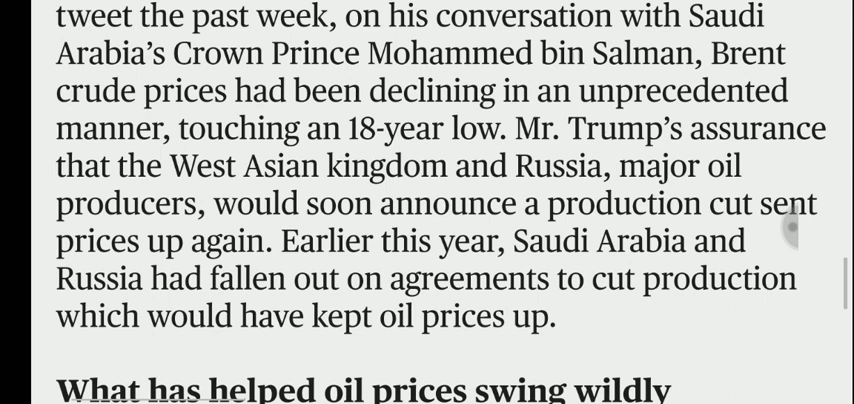 tweet the past week, on his conversation with Saudi
Arabia's Crown Prince Mohammed bin Salman, Brent
crude prices had been declining in an unprecedented
manner, touching an 18-year low. Mr. Trump's assurance
that the West Asian kingdom and Russia, major oil
producers, would soon announce a production cut sent
prices up again. Earlier this year, Saudi Arabia and
Russia had fallen out on agreements to cut production
which would have kept oil prices up.
What has helped oil prices swing wildly